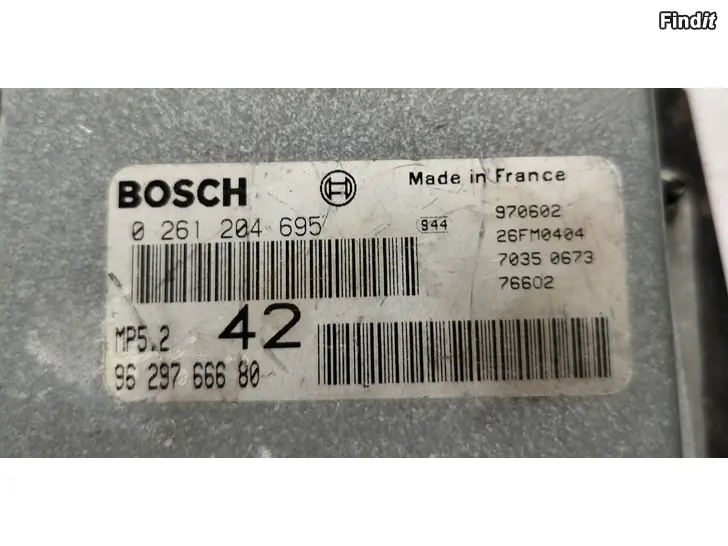 Findit
BOSCH
Made in France
0 261 204 695
944
970602
26FM0404
7035 0673
76602
MP5.2
42
96 297 666 80